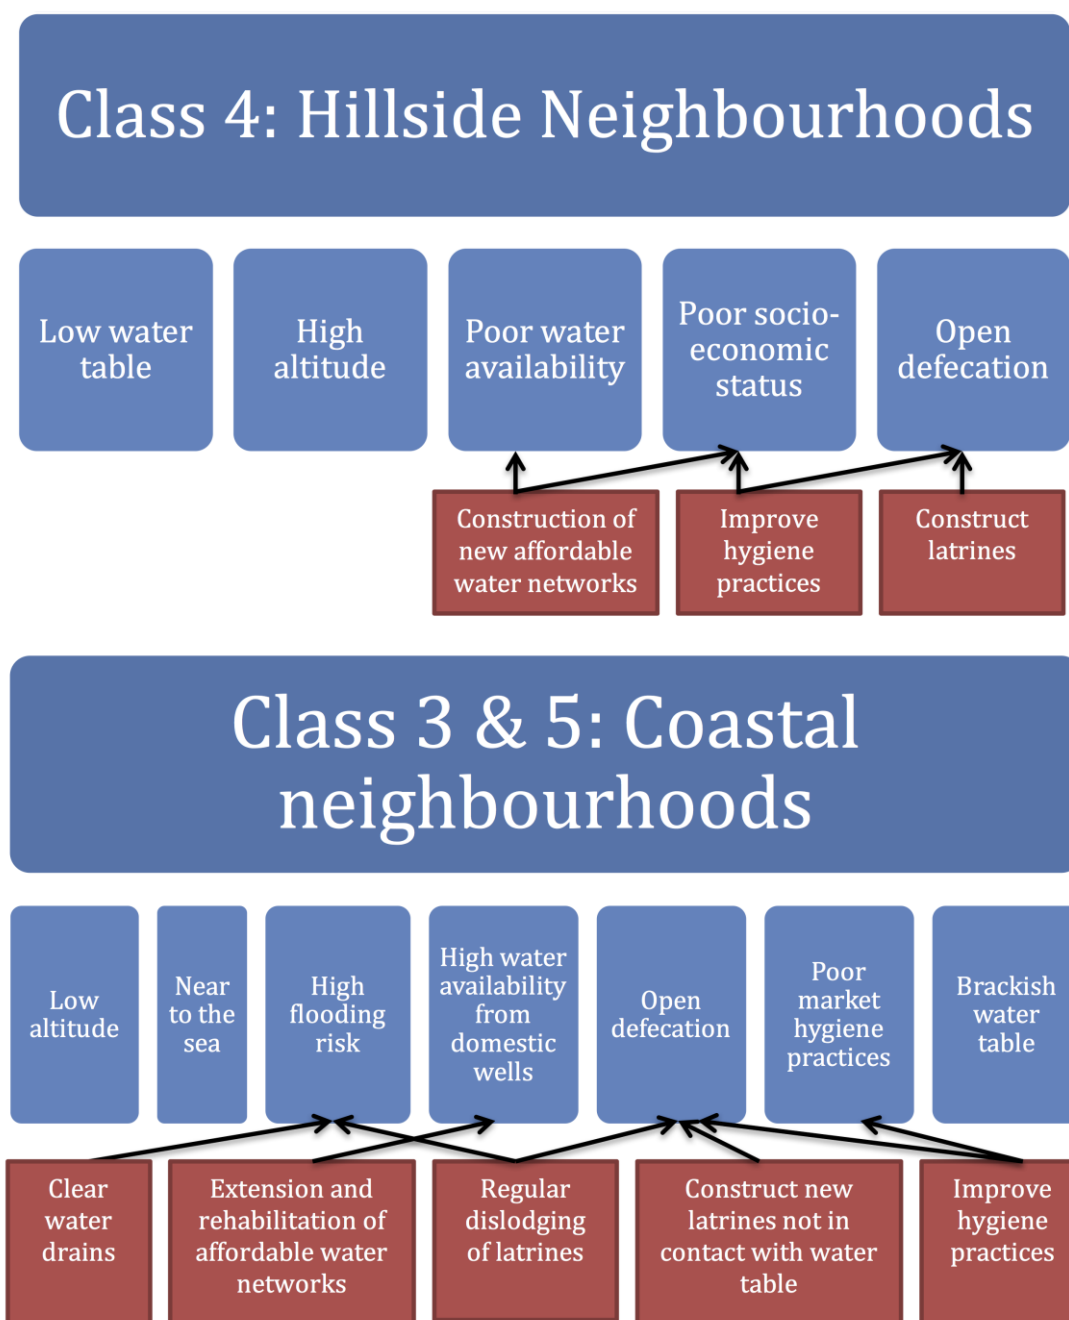 Class 4: Hillside Neighbourhoods
Low water
table
High
altitude
Poor water
availability
Poor socio-
economic
status
Open
defecation
Construction of
new affordable
water networks
Improve
hygiene
practices
Construct
latrines
Class 3 & 5: Coastal
neighbourhoods
Low
altitude
Near
to the
sea
High
flooding
risk
High water
availability
from
domestic
wells
Open
defecation
Poor
market
hygiene
practices
Brackish
water
table
Clear
water
drains
Extension and
rehabilitation of
affordable water
networks
Regular
dislodging
of latrines
Construct new
latrines not in
contact with water
table
Improve
hygiene
practices